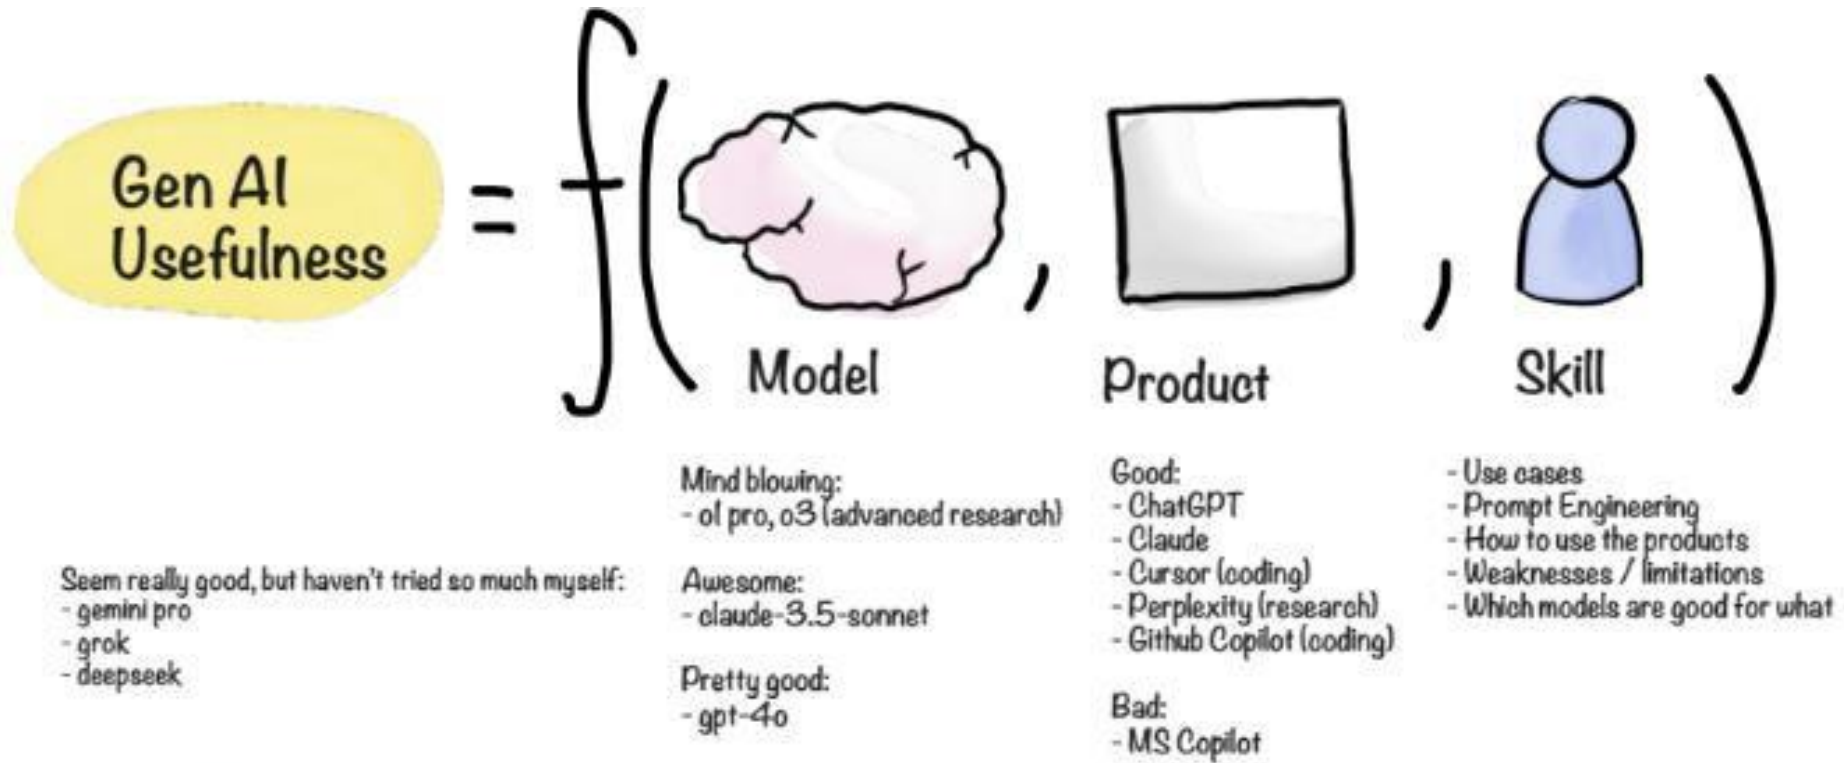 Gen AI
Usefulness
= f ( , , )
Model
Product
Skill
Seem really good, but haven't tried so much myself:
- gemini pro
- grok
- deepseek
Mind blowing:
- o1 pro, o3 (advanced research)
Awesome:
- claude-3.5-sonnet
Pretty good:
- gpt-4o
Good:
- ChatGPT
- Claude
- Cursor (coding)
- Perplexity (research)
- Github Copilot (coding)
Bad:
- MS Copilot
- Use cases
- Prompt Engineering
- How to use the products
- Weaknesses / limitations
- Which models are good for what